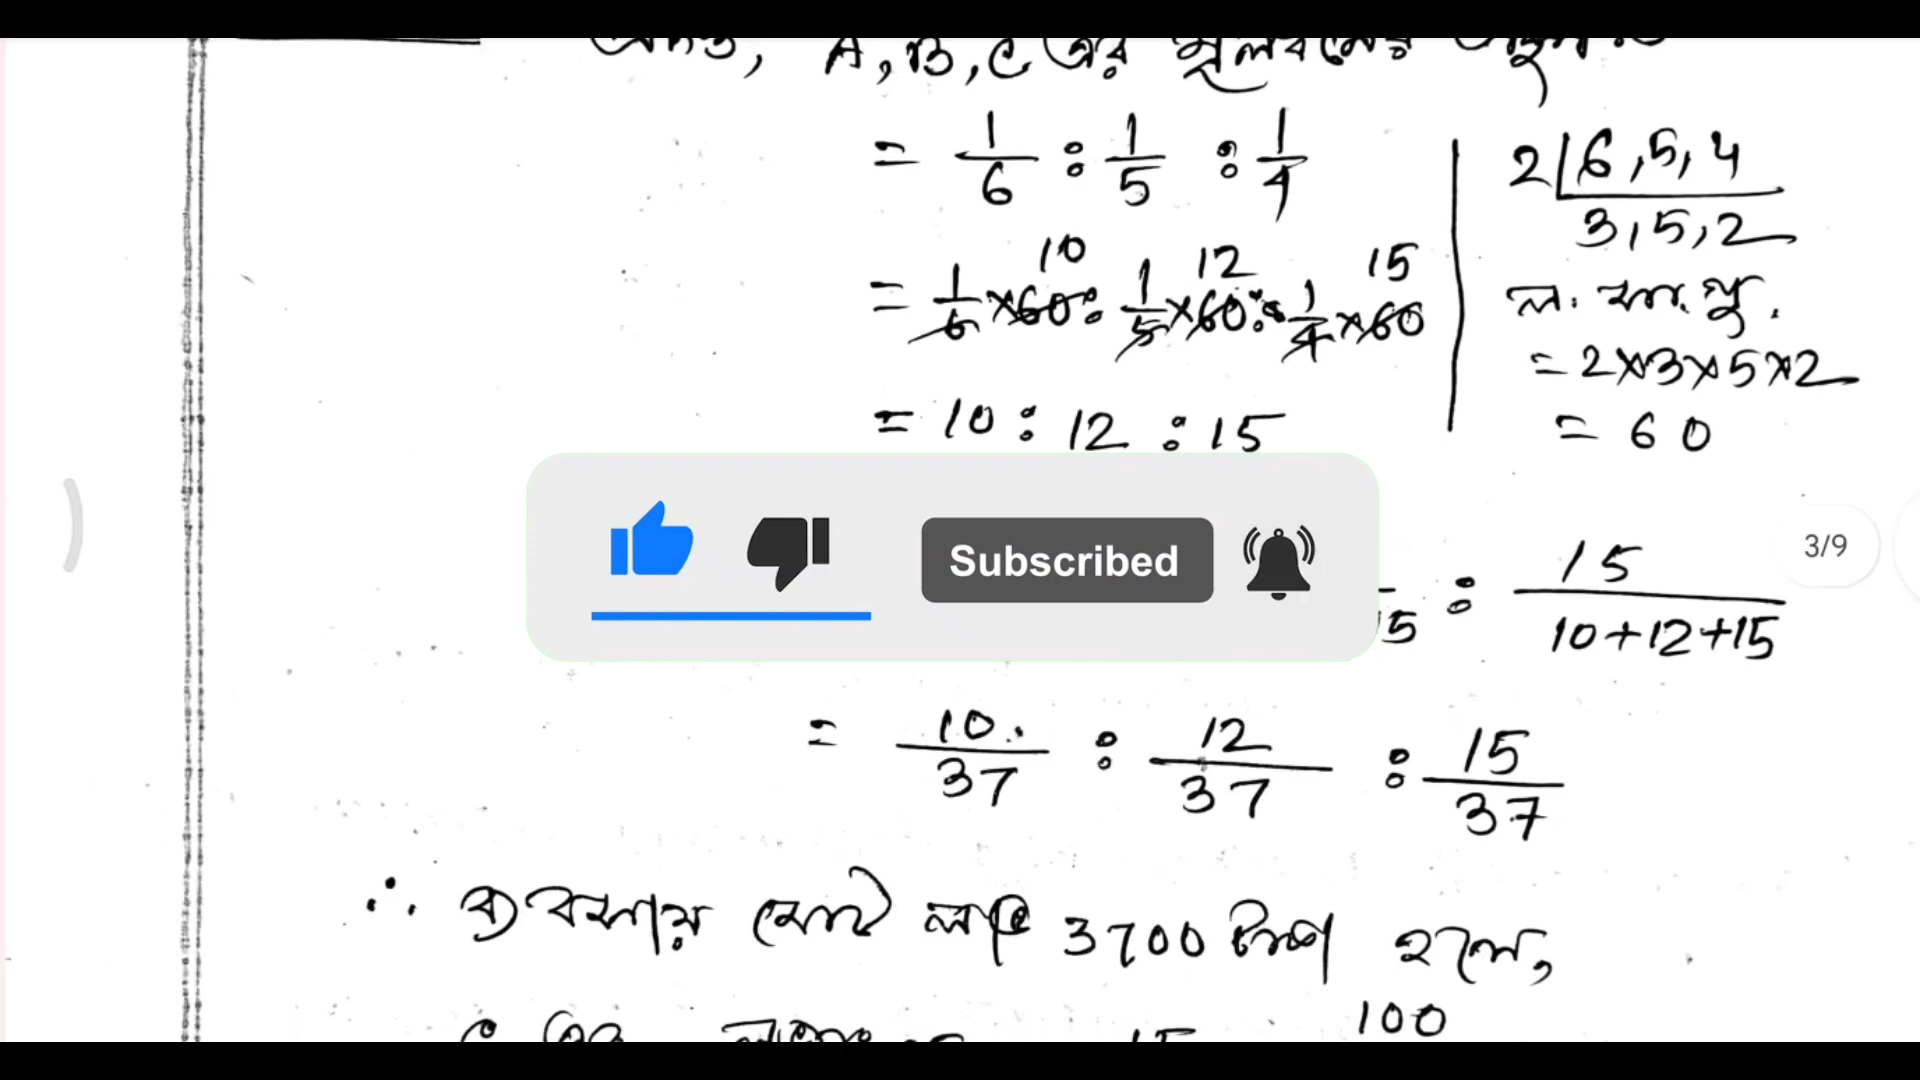 A, B, C এর মূলধনের
= 1/6 : 1/5 : 1/4
2 | 6, 5, 4
3, 5, 2
10 12 15
= 1/6 × 60 : 1/5 × 60 : 1/4 × 60
ল. সা. গু.
= 2×3×5×2
= 10 : 12 : 15
= 60
Subscribed
3/9
15 : 15/(10+12+15)
= 10/37 : 12/37 : 15/37
∴ ব্যবসায় মোট লাভ 3700 টাকা হলে,
100